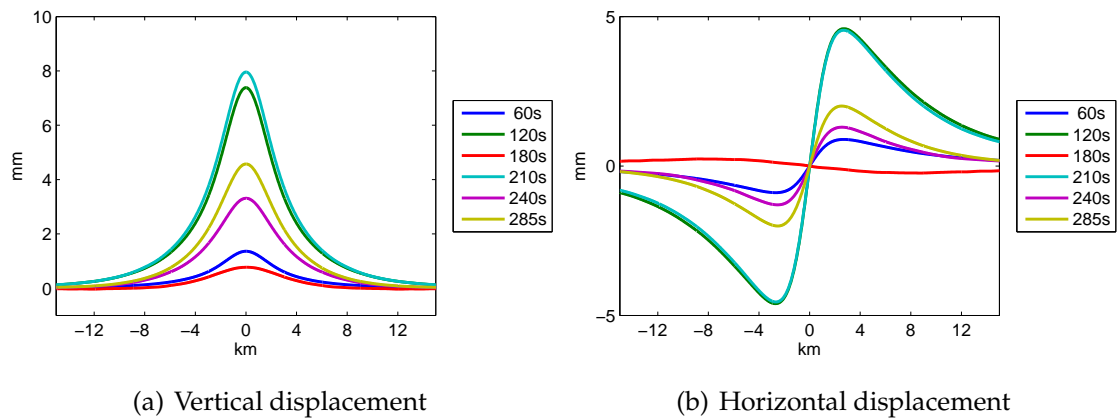 10
8
6
4
2
0
mm
−12 −8 −4 0 4 8 12
km
60s
120s
180s
210s
240s
285s
(a) Vertical displacement
5
0
−5
mm
−12 −8 −4 0 4 8 12
km
60s
120s
180s
210s
240s
285s
(b) Horizontal displacement